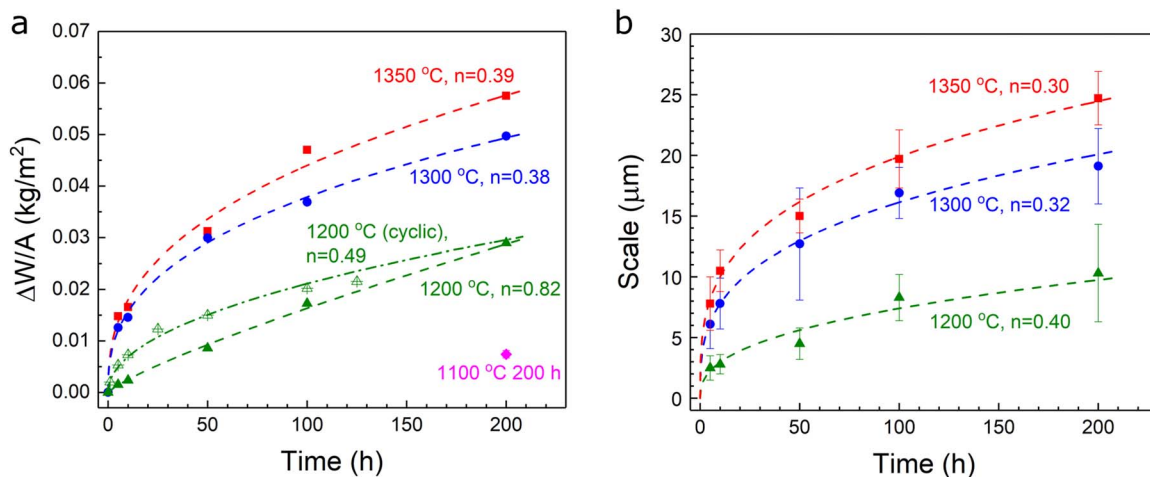 a
0.07
0.06
0.05
0.04
0.03
0.02
0.01
0.00
ΔW/A (kg/m²)
1350 °C, n=0.39
1300 °C, n=0.38
1200 °C (cyclic),
n=0.49
1200 °C, n=0.82
1100 °C 200 h
0 50 100 150 200
Time (h)
b
30
25
20
15
10
5
0
Scale (μm)
1350 °C, n=0.30
1300 °C, n=0.32
1200 °C, n=0.40
0 50 100 150 200
Time (h)